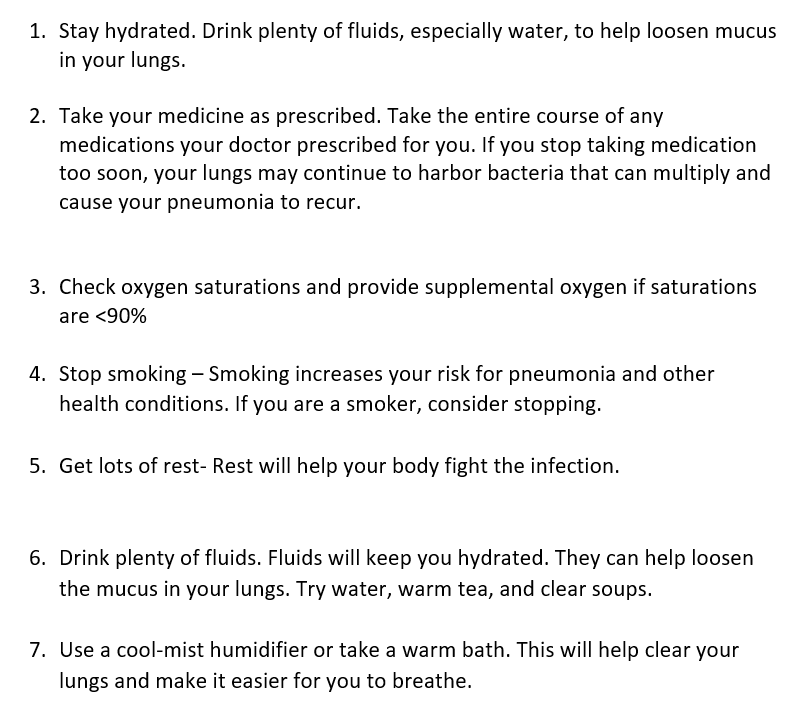 1. Stay hydrated. Drink plenty of fluids, especially water, to help loosen mucus
in your lungs.
2. Take your medicine as prescribed. Take the entire course of any
medications your doctor prescribed for you. If you stop taking medication
too soon, your lungs may continue to harbor bacteria that can multiply and
cause your pneumonia to recur.
3. Check oxygen saturations and provide supplemental oxygen if saturations
are <90%
4. Stop smoking – Smoking increases your risk for pneumonia and other
health conditions. If you are a smoker, consider stopping.
5. Get lots of rest- Rest will help your body fight the infection.
6. Drink plenty of fluids. Fluids will keep you hydrated. They can help loosen
the mucus in your lungs. Try water, warm tea, and clear soups.
7. Use a cool-mist humidifier or take a warm bath. This will help clear your
lungs and make it easier for you to breathe.